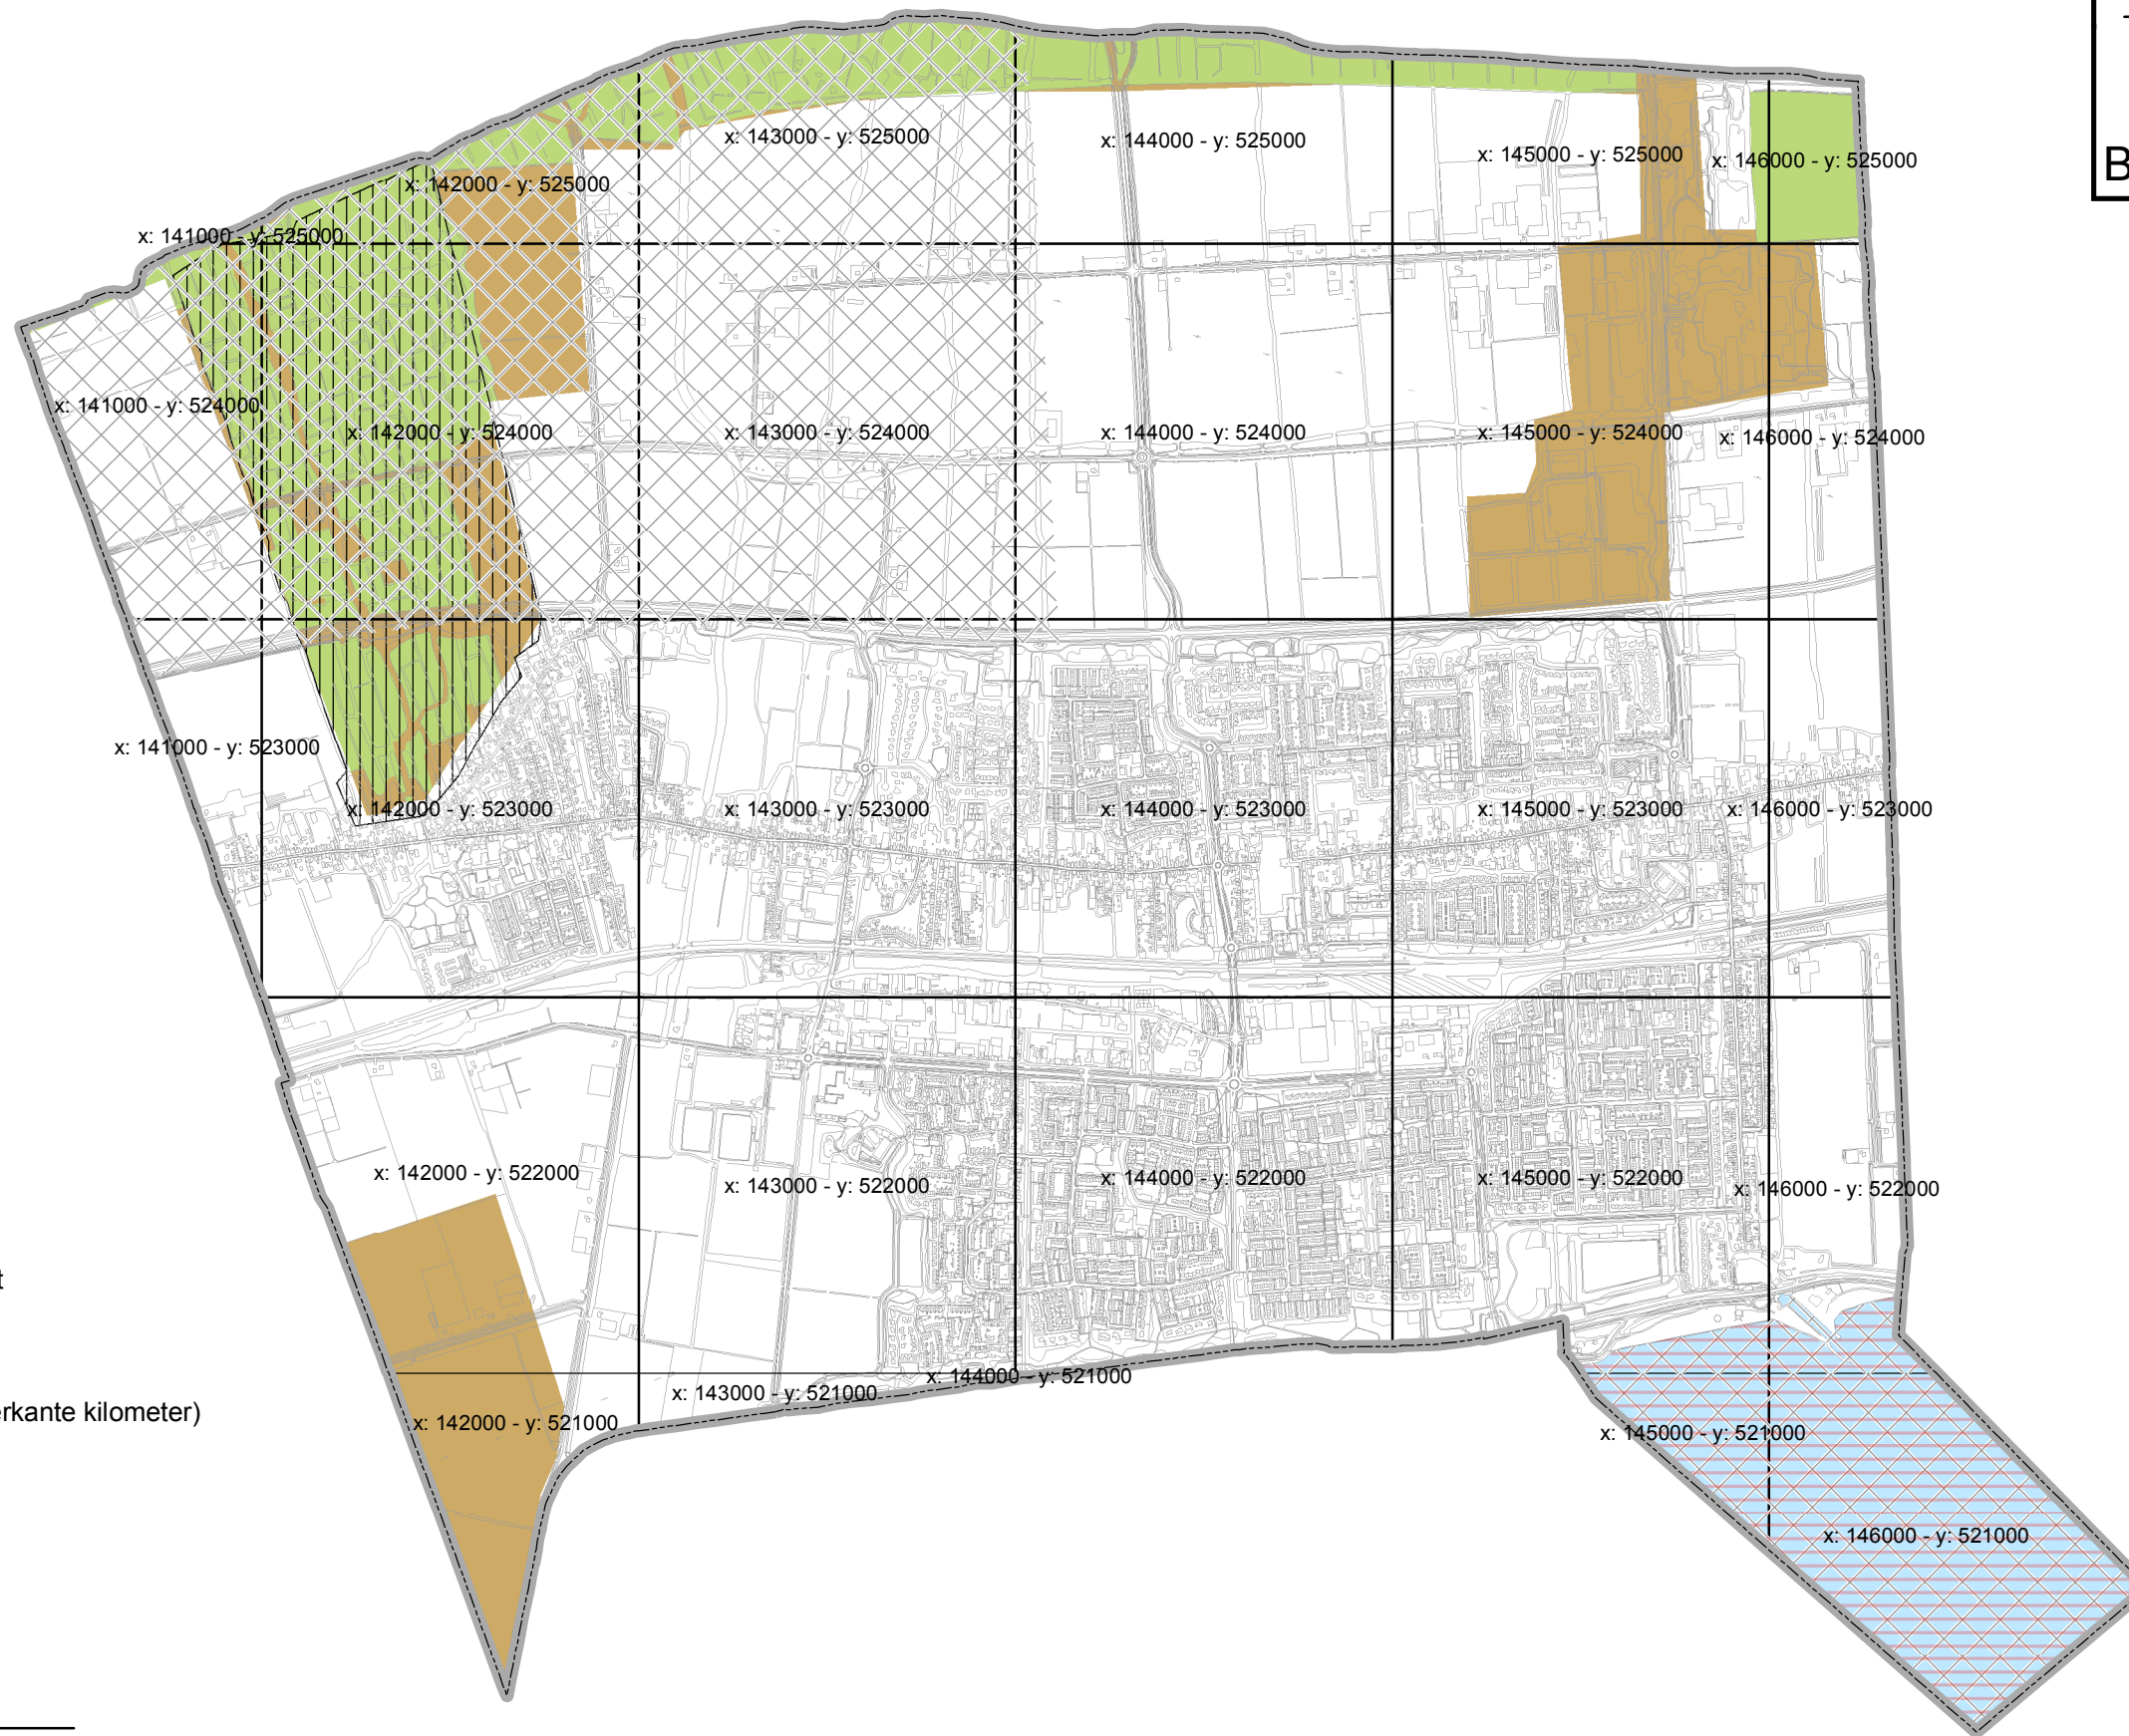 B
x: 143000 - y: 525000
x: 144000 - y: 525000
x: 145000 - y: 525000
x: 146000 - y: 525000
x: 142000 - y: 525000
x: 141000 - y: 525000
x: 141000 - y: 524000
x: 142000 - y: 524000
x: 143000 - y: 524000
x: 144000 - y: 524000
x: 145000 - y: 524000
x: 146000 - y: 524000
x: 141000 - y: 523000
x: 142000 - y: 523000
x: 143000 - y: 523000
x: 144000 - y: 523000
x: 145000 - y: 523000
x: 146000 - y: 523000
x: 142000 - y: 522000
x: 143000 - y: 522000
x: 144000 - y: 522000
x: 145000 - y: 522000
x: 146000 - y: 522000
t
x: 144000 - y: 521000
x: 143000 - y: 521000
erkante kilometer)
x: 142000 - y: 521000
x: 145000 - y: 521000
x: 146000 - y: 521000